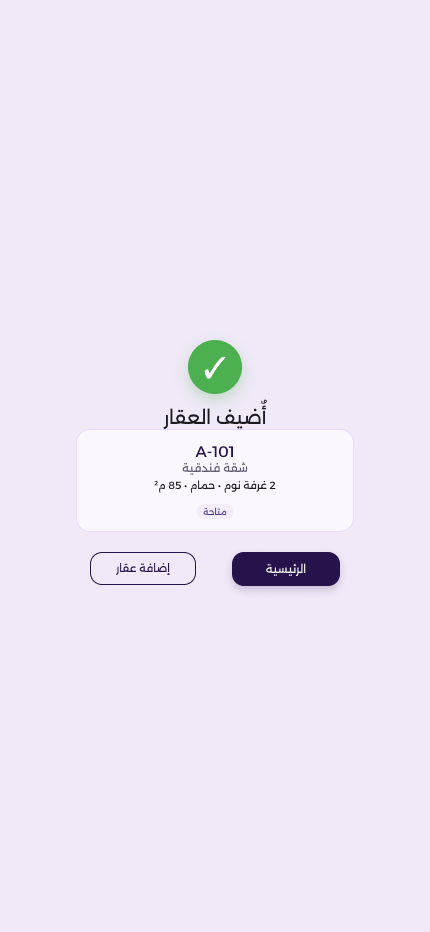 ✓
أُضيف العقار
A-101
شقة فندقية
2 غرفة نوم • حمام • 85 م²
متاحة
الرئيسية
إضافة عقار